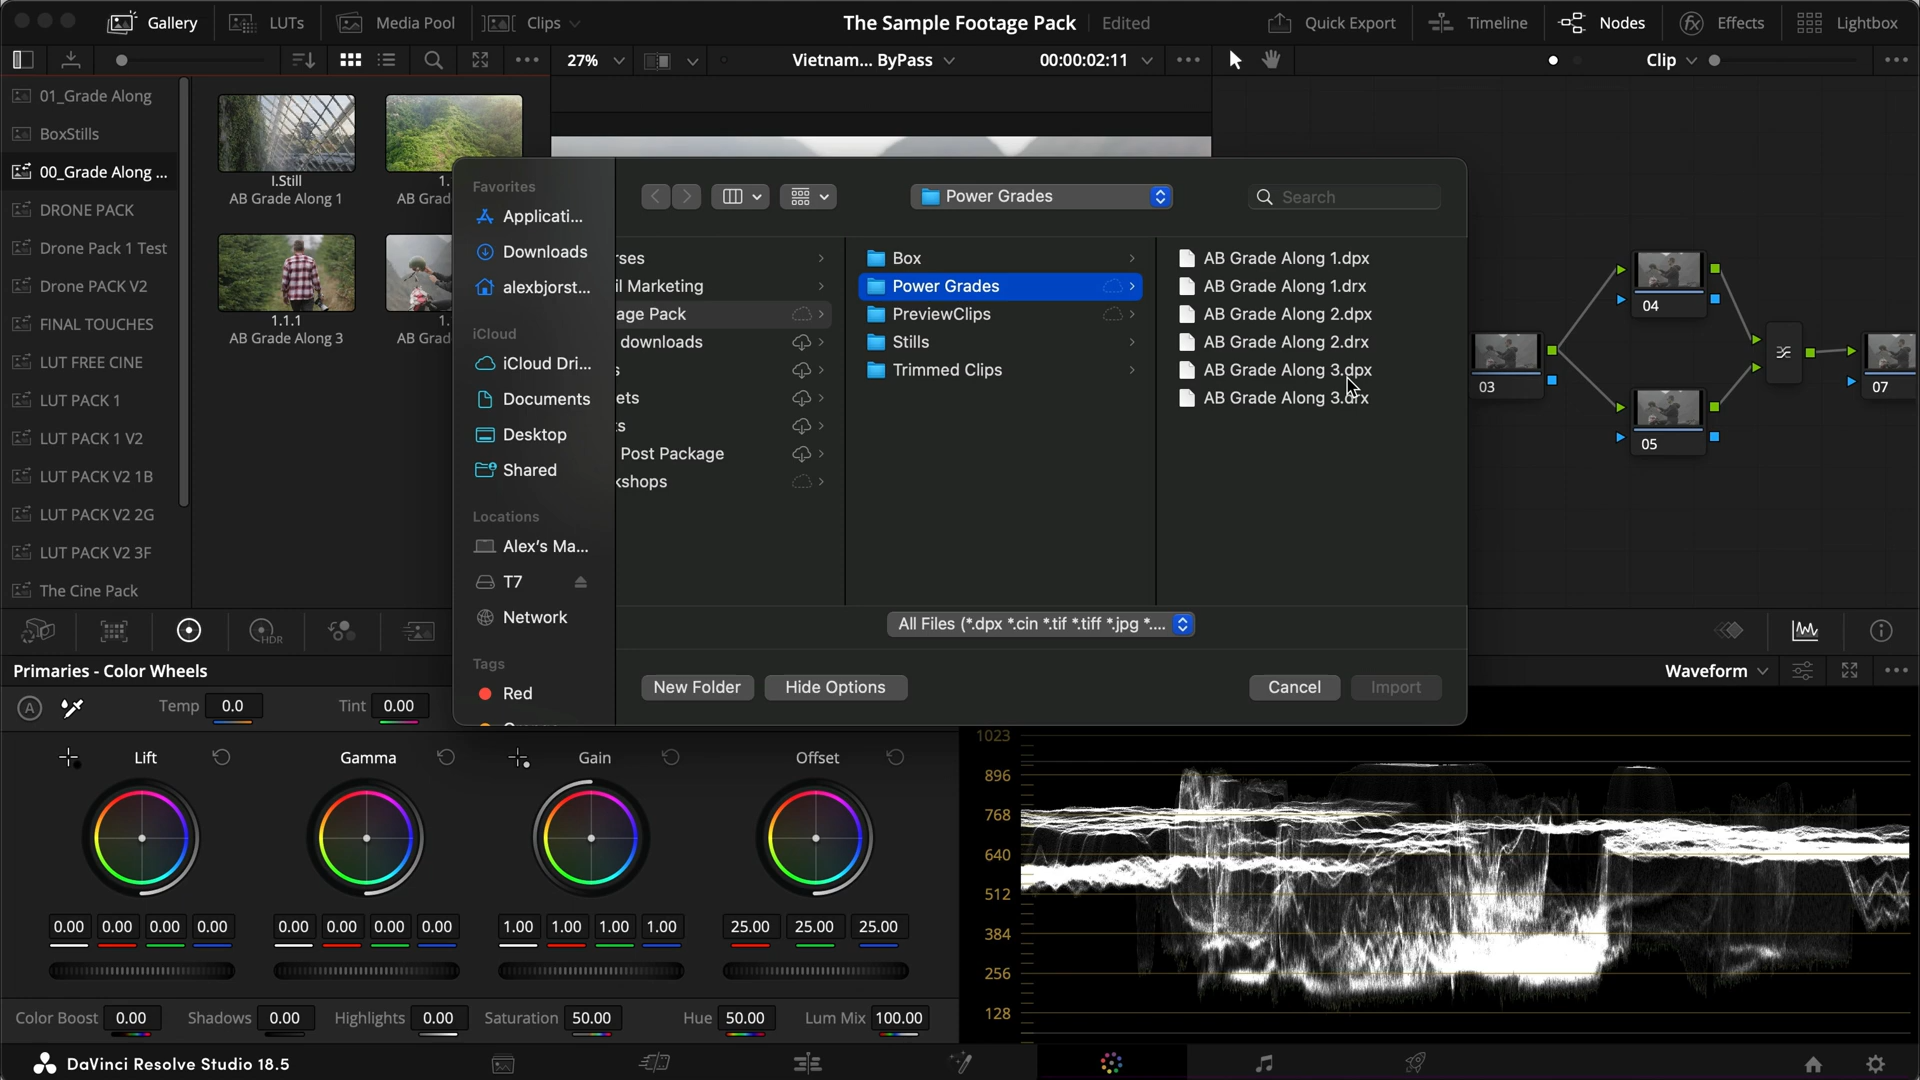 Gallery
LUTs
Media Pool
Clips
The Sample Footage Pack
Edited
Quick Export
Timeline
Nodes
Effects
Lightbox
27%
Vietnam... ByPass
00:00:02:11
Clip
01_Grade Along
BoxStills
00_Grade Along ...
DRONE PACK
Drone Pack 1 Test
Drone PACK V2
FINAL TOUCHES
LUT FREE CINE
LUT PACK 1
LUT PACK 1 V2
LUT PACK V2 1B
LUT PACK V2 2G
LUT PACK V2 3F
The Cine Pack
I.Still
AB Grade Along 1
1.
AB Grad
1.1.1
AB Grade Along 3
1.
AB Grad
Favorites
Applicati...
Downloads
alexbjorst...
iCloud
iCloud Dri...
Documents
Desktop
Shared
Locations
Alex's Ma...
T7
Network
Tags
Red
Power Grades
Search
rses
il Marketing
age Pack
downloads
s
ets
ts
Post Package
kshops
Box
Power Grades
PreviewClips
Stills
Trimmed Clips
AB Grade Along 1.dpx
AB Grade Along 1.drx
AB Grade Along 2.dpx
AB Grade Along 2.drx
AB Grade Along 3.dpx
AB Grade Along 3.drx
All Files (*.dpx *.cin *.tif *.tiff *.jpg *....
New Folder
Hide Options
Cancel
Import
03
04
05
07
HDR
Primaries - Color Wheels
Waveform
A
Temp 0.0
Tint 0.00
Lift
Gamma
Gain
Offset
0.00 0.00 0.00 0.00
0.00 0.00 0.00 0.00
1.00 1.00 1.00 1.00
25.00 25.00 25.00
Color Boost 0.00
Shadows 0.00
Highlights 0.00
Saturation 50.00
Hue 50.00
Lum Mix 100.00
1023
896
768
640
512
384
256
128
DaVinci Resolve Studio 18.5